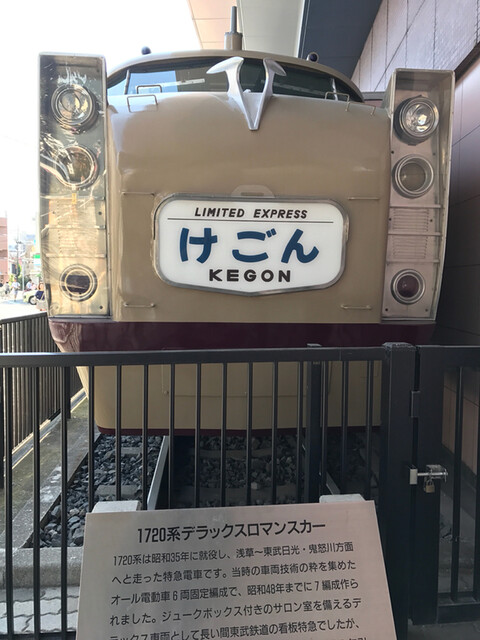 LIMITED EXPRESS
けごん
KEGON
1720系デラックスロマンスカー
1720系は昭和35年に就役し、浅草〜東武日光・鬼怒川方面
へと走った特急電車です。当時の車両技術の粋を集めた
オール電動車6両固定編成で、昭和48年までに7編成作ら
れました。ジュークボックス付きのサロン室を備えるデ
ラックス車両として長い間東武鉄道の看板特急でしたが、